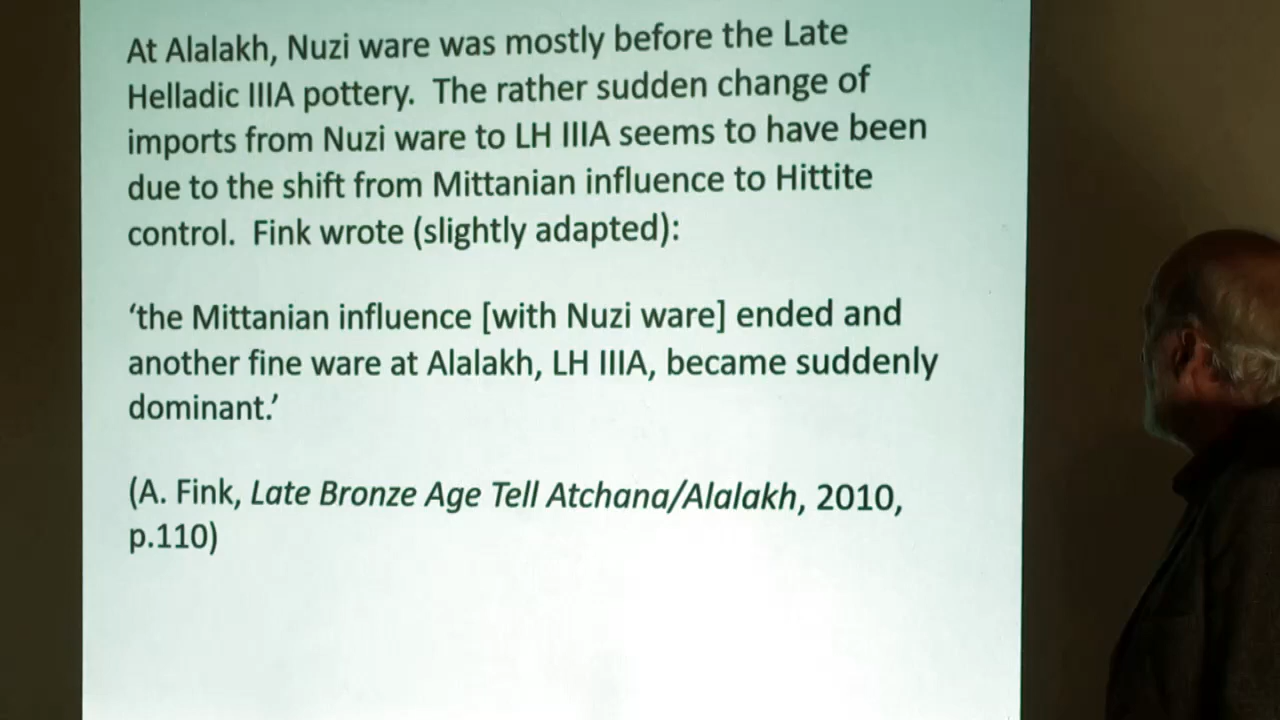 At Alalakh, Nuzi ware was mostly before the Late
Helladic IIIA pottery.  The rather sudden change of
imports from Nuzi ware to LH IIIA seems to have been
due to the shift from Mittanian influence to Hittite
control.  Fink wrote (slightly adapted):
‘the Mittanian influence [with Nuzi ware] ended and
another fine ware at Alalakh, LH IIIA, became suddenly
dominant.’
(A. Fink, Late Bronze Age Tell Atchana/Alalakh, 2010,
p.110)